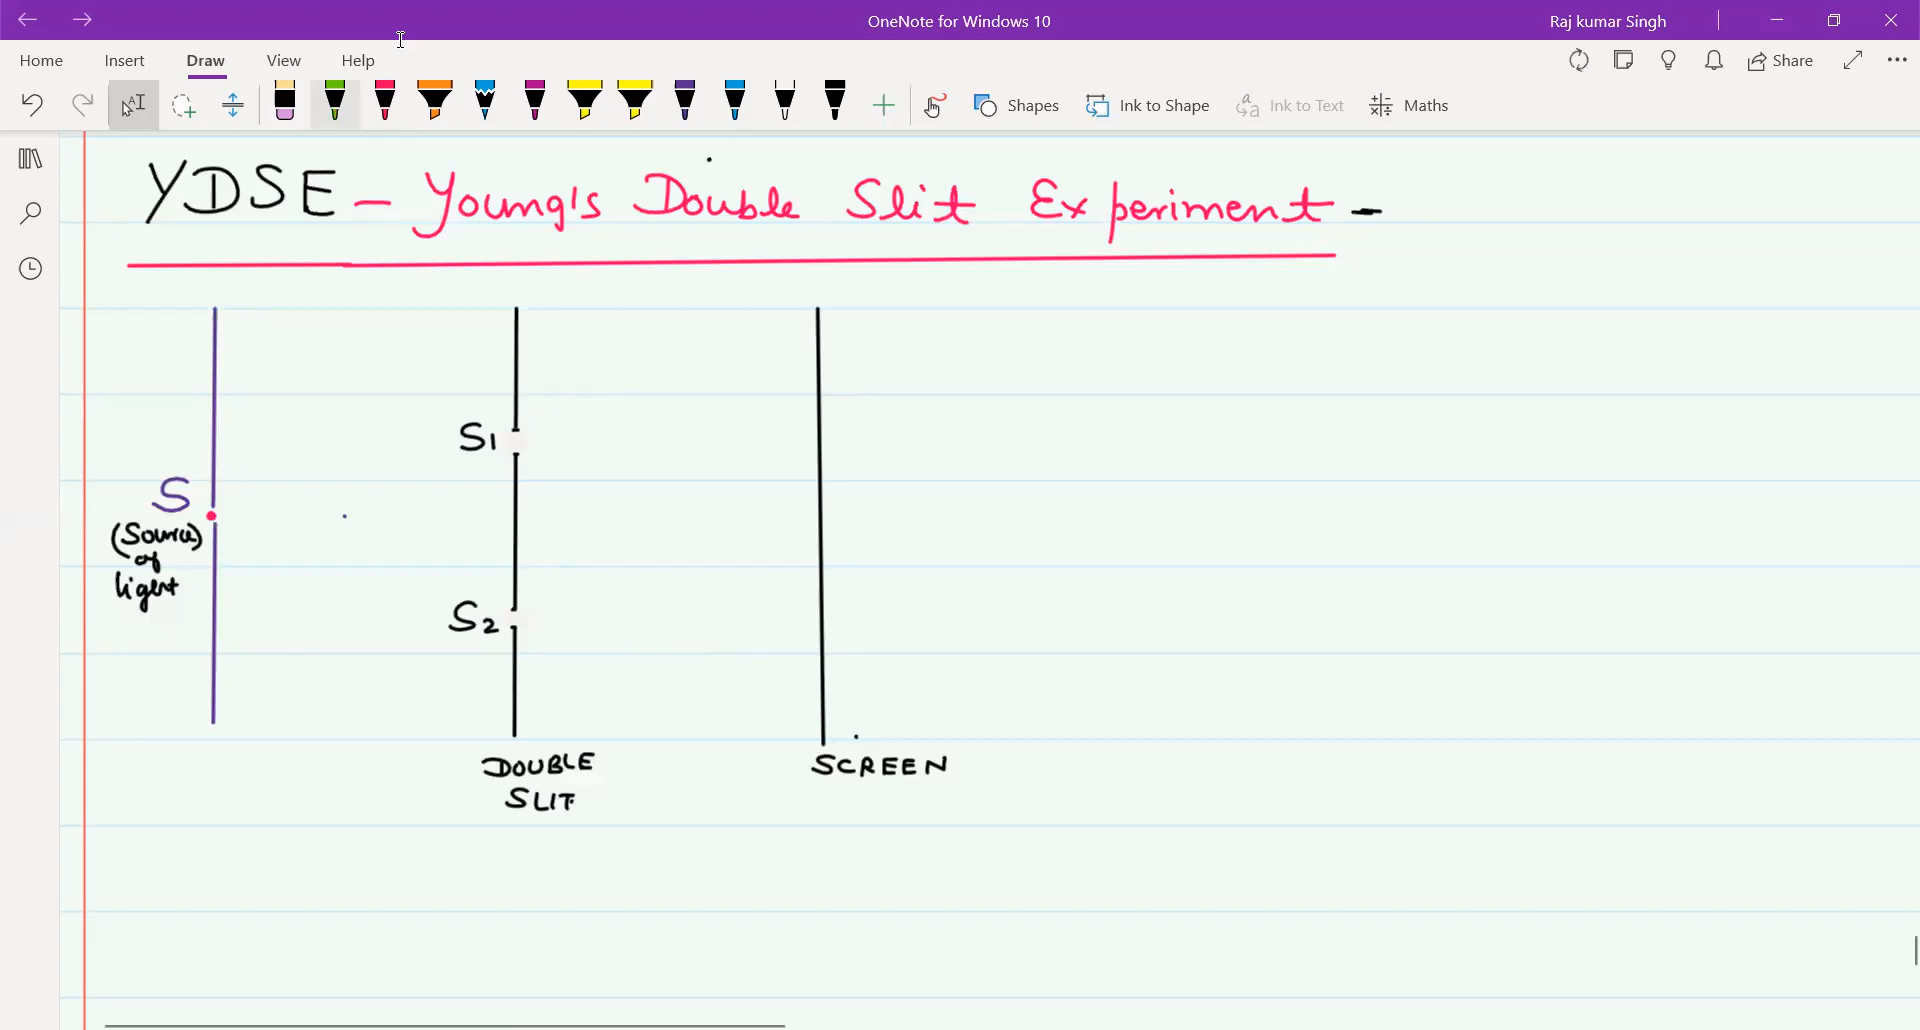 OneNote for Windows 10
Raj kumar Singh
Home Insert Draw View Help
Share
Shapes Ink to Shape Ink to Text Maths
YDSE - Young's Double Slit Experiment -
S1
S
(Source)
of
light
S2
DOUBLE
SLIT
SCREEN